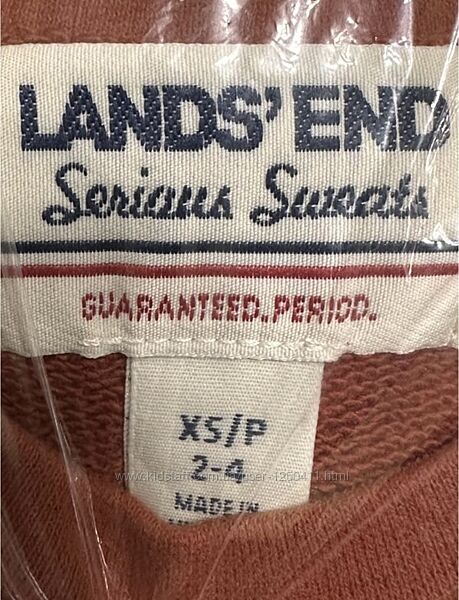 LANDS' END
Serious Sweats
GUARANTEED. PERIOD.
XS/P
2-4
MADE IN